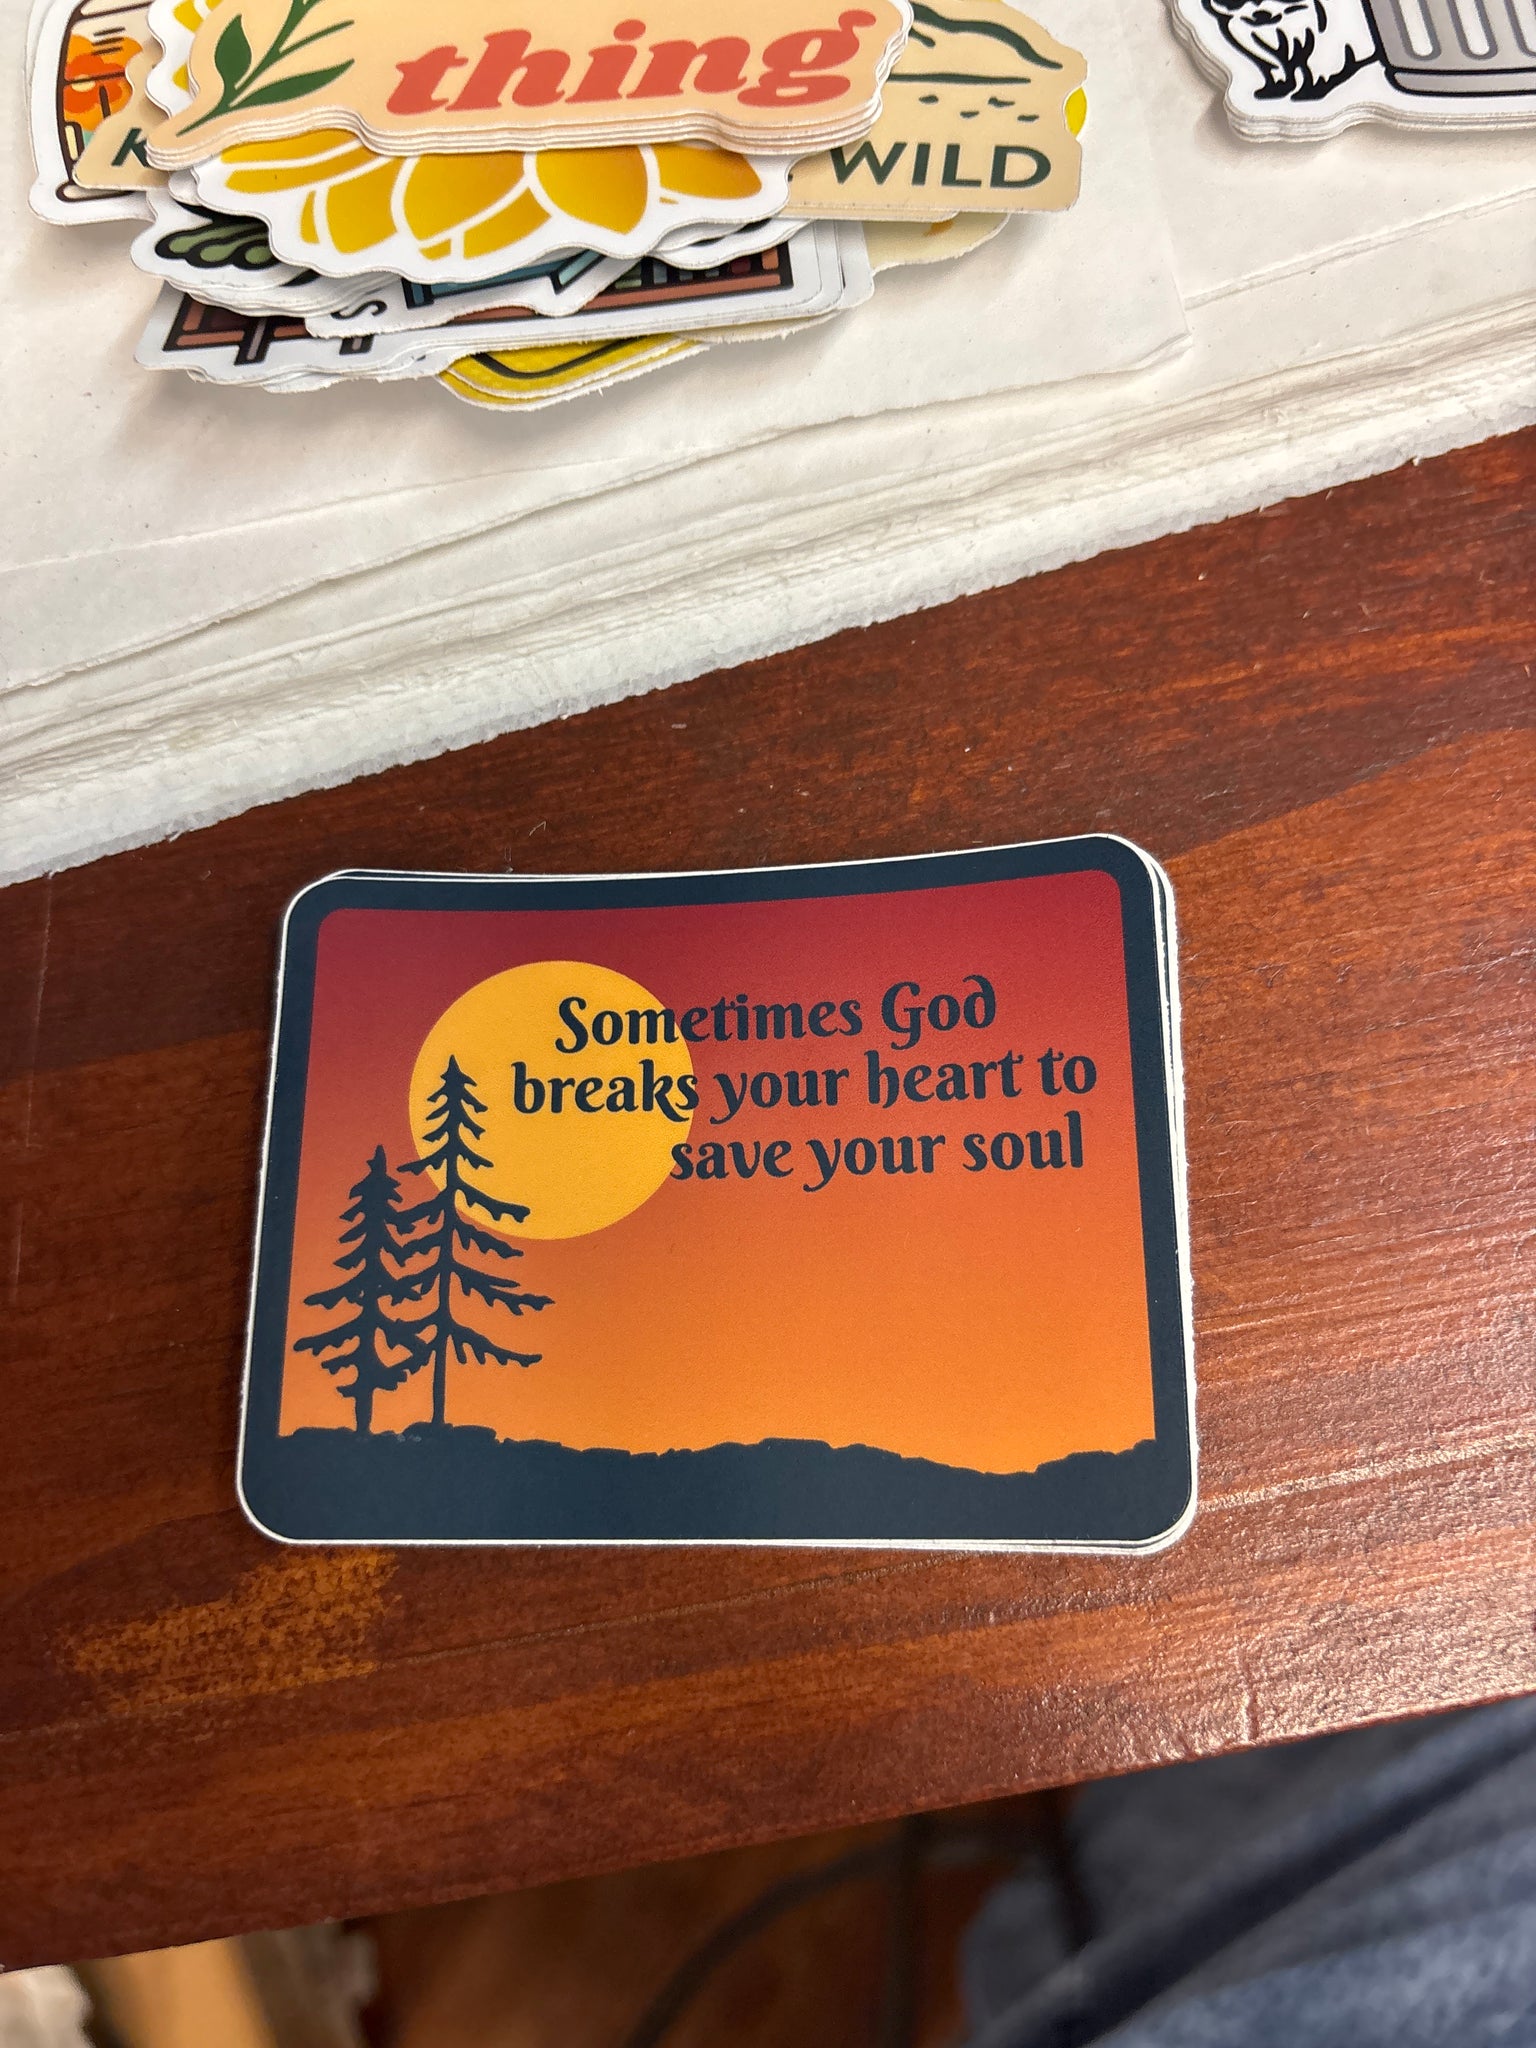 thing
WILD
Sometimes God
breaks your heart to
save your soul